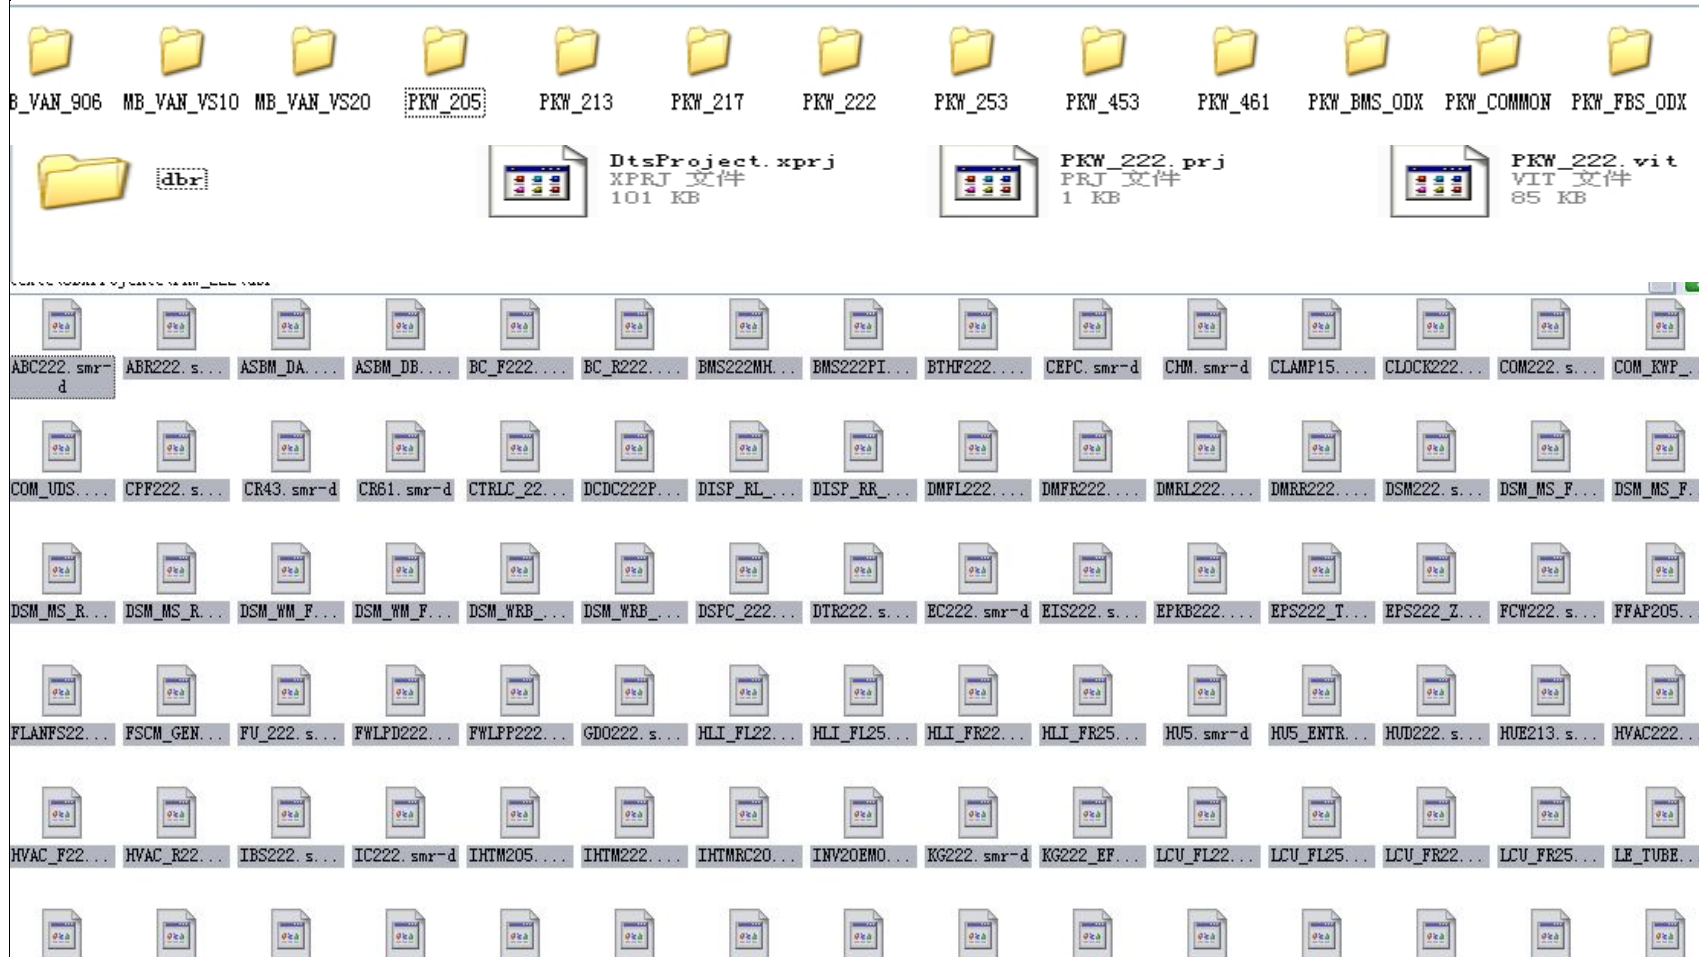 B_VAN_906 MB_VAN_VS10 MB_VAN_VS20 PKW_205 PKW_213 PKW_217 PKW_222 PKW_253 PKW_453 PKW_461 PKW_BMS_ODX PKW_COMMON PKW_FBS_ODX
dbr
DtsProject.xprj
XPRJ 文件
101 KB
PKW_222.prj
PRJ 文件
1 KB
PKW_222.vit
VIT 文件
85 KB
ABC222.smr-d ABR222.s... ASBM_DA.... ASBM_DB.... BC_F222.... BC_R222.... BMS222MH... BMS222PI... BTHF222.... CEPC.smr-d CHM.smr-d CLAMP15.... CLOCK222... COM222.s... COM_KWP_..
COM_UDS.... CPF222.s... CR43.smr-d CR61.smr-d CTRLC_22... DCDC222P... DISP_RL_... DISP_RR_... DMFL222.... DMFR222.... DMRL222.... DMRR222.... DSM222.s... DSM_MS_F... DSM_MS_F..
DSM_MS_R... DSM_MS_R... DSM_WM_F... DSM_WM_F... DSM_WRB_... DSM_WRB_... DSPC_222... DTR222.s... EC222.smr-d EIS222.s... EPKB222.... EPS222_T... EPS222_Z... FCW222.s... FFAP205..
FLANFS22... FSCM_GEN... FU_222.s... FWLPD222... FWLPP222... GDO222.s... HLI_FL22... HLI_FL25... HLI_FR22... HLI_FR25... HU5.smr-d HU5_ENTR... HUD222.s... HUE213.s... HVAC222..
HVAC_F22... HVAC_R22... IBS222.s... IC222.smr-d IHTM205.... IHTM222.... IHTMRC20... INV20EMO... KG222.smr-d KG222_EF... LCU_FL22... LCU_FL25... LCU_FR22... LCU_FR25... LE_TUBE..